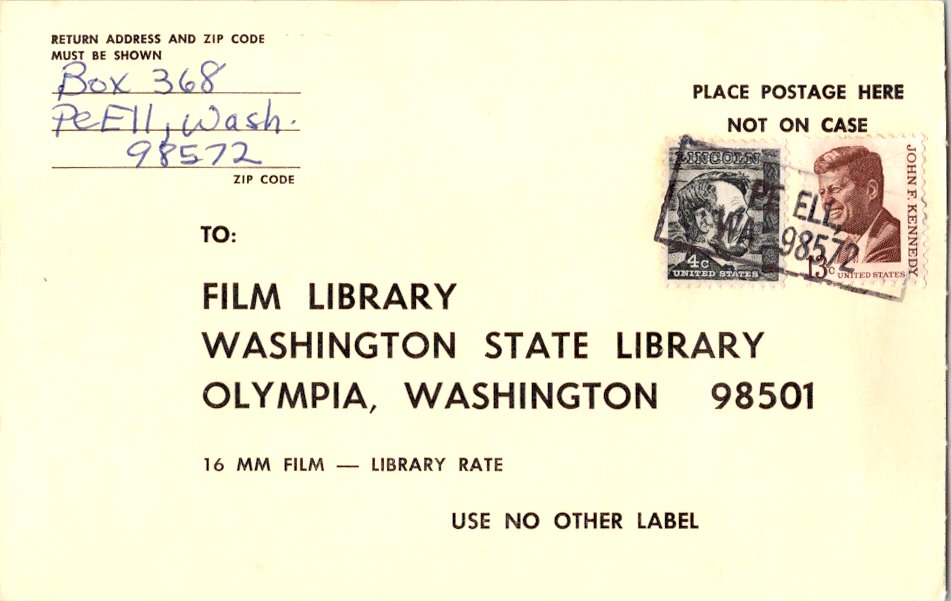 RETURN ADDRESS AND ZIP CODE
MUST BE SHOWN
Box 368
PeEll, Wash.
98572
ZIP CODE
PLACE POSTAGE HERE
NOT ON CASE
LINCOLN
4c
UNITED STATES
JOHN F. KENNEDY
13c UNITED STATES
PE ELL,
WA 98572
TO:
FILM LIBRARY
WASHINGTON STATE LIBRARY
OLYMPIA, WASHINGTON 98501
16 MM FILM — LIBRARY RATE
USE NO OTHER LABEL